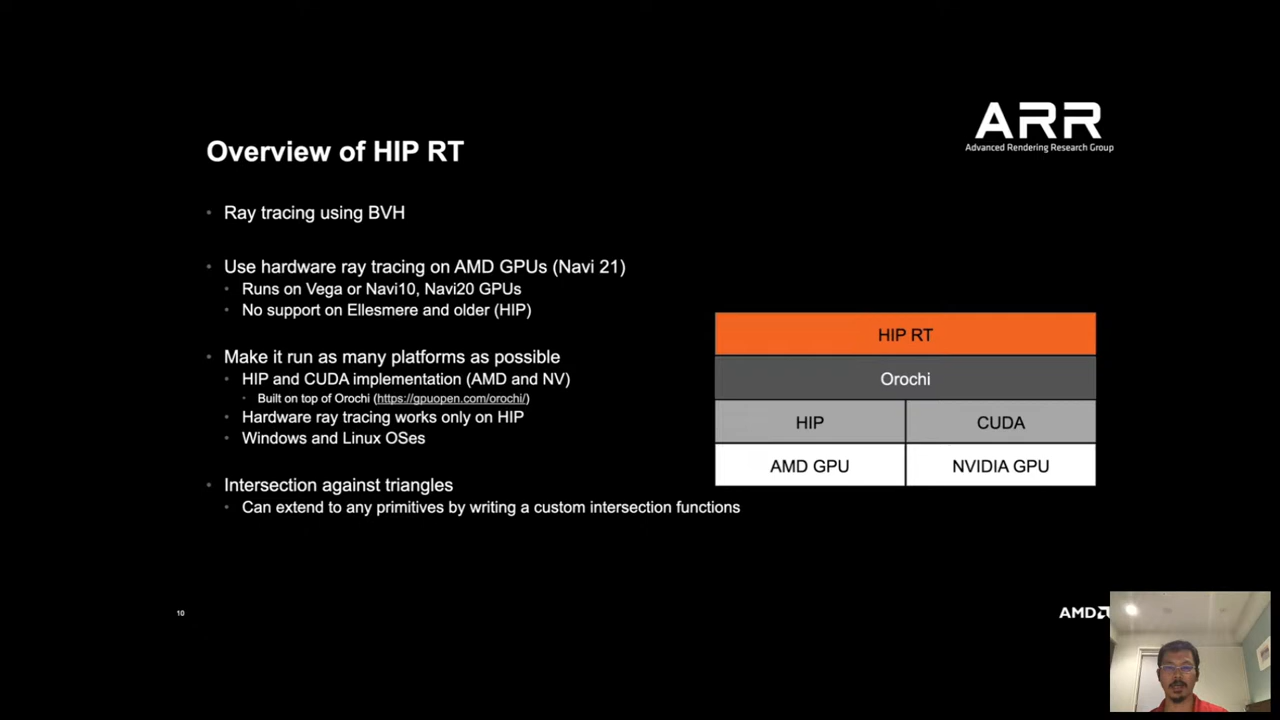 ARR
Advanced Rendering Research Group
Overview of HIP RT
Ray tracing using BVH
Use hardware ray tracing on AMD GPUs (Navi 21)
Runs on Vega or Navi10, Navi20 GPUs
No support on Ellesmere and older (HIP)
Make it run as many platforms as possible
HIP and CUDA implementation (AMD and NV)
Built on top of Orochi (https://gpuopen.com/orochi/)
Hardware ray tracing works only on HIP
Windows and Linux OSes
Intersection against triangles
Can extend to any primitives by writing a custom intersection functions
HIP RT
Orochi
HIP CUDA
AMD GPU NVIDIA GPU
10
AMD